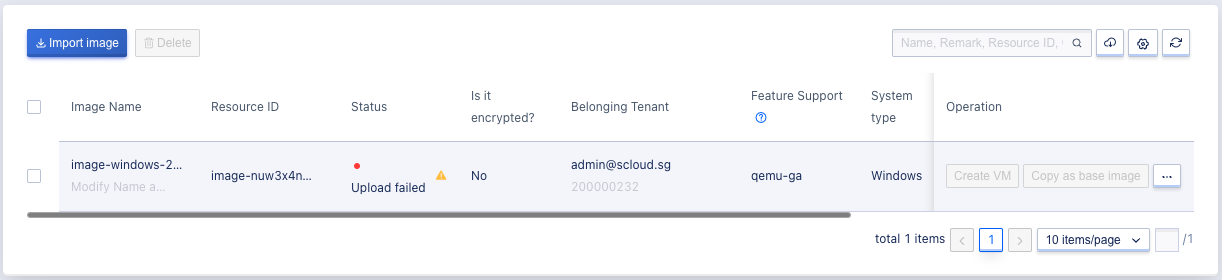 Import image
Delete
Name, Remark, Resource ID,
Image Name
Resource ID
Status
Is it
encrypted?
Belonging Tenant
Feature Support
System
type
Operation
image-windows-2...
Modify Name a...
image-nuw3x4n...
Upload failed
No
admin@scloud.sg
200000232
qemu-ga
Windows
Create VM
Copy as base image
...
total 1 items
1
10 items/page
/1